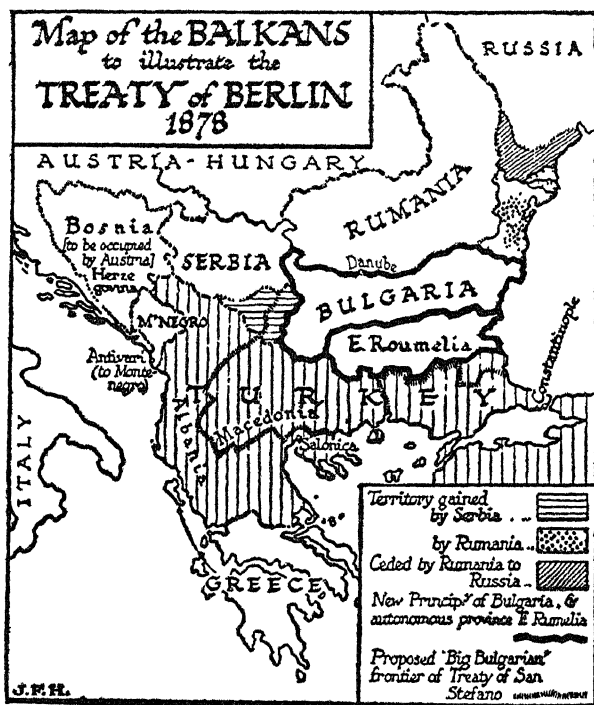 Map of the BALKANS
to illustrate the
TREATY of BERLIN
1878
RUSSIA
AUSTRIA-HUNGARY
RUMANIA
Bosnia
[to be occupied
by Austria]
Herze
govina
SERBIA
Danube
BULGARIA
Mᵗ NEGRO
E. Roumelia
Constantinople
Antivari
(to Monte-
negro)
TURKEY
Albania
Macedonia
Salonica
ITALY
GREECE
Territory gained
by Serbia . ..
by Rumania ..
Ceded by Rumania to
Russia ..
New Principʸ of Bulgaria, &
autonomous province E Rumelia
Proposed "Big Bulgarian"
frontier of Treaty of San
Stefano
J.F.H.